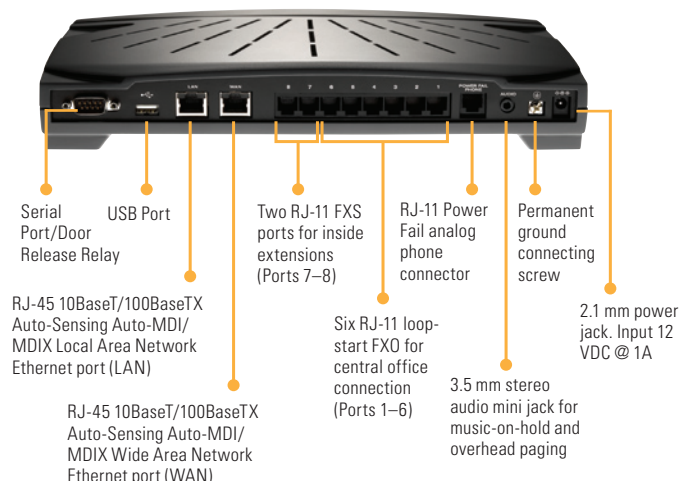 LAN
WAN
8 7 6 5 4 3 2 1
POWER FAIL
PHONE
AUDIO
Serial
Port/Door
Release Relay
USB Port
Two RJ-11 FXS
ports for inside
extensions
(Ports 7–8)
RJ-11 Power
Fail analog
phone
connector
Permanent
ground
connecting
screw
RJ-45 10BaseT/100BaseTX
Auto-Sensing Auto-MDI/
MDIX Local Area Network
Ethernet port (LAN)
Six RJ-11 loop-
start FXO for
central office
connection
(Ports 1–6)
2.1 mm power
jack. Input 12
VDC @ 1A
3.5 mm stereo
audio mini jack for
music-on-hold and
overhead paging
RJ-45 10BaseT/100BaseTX
Auto-Sensing Auto-MDI/
MDIX Wide Area Network
Ethernet port (WAN)